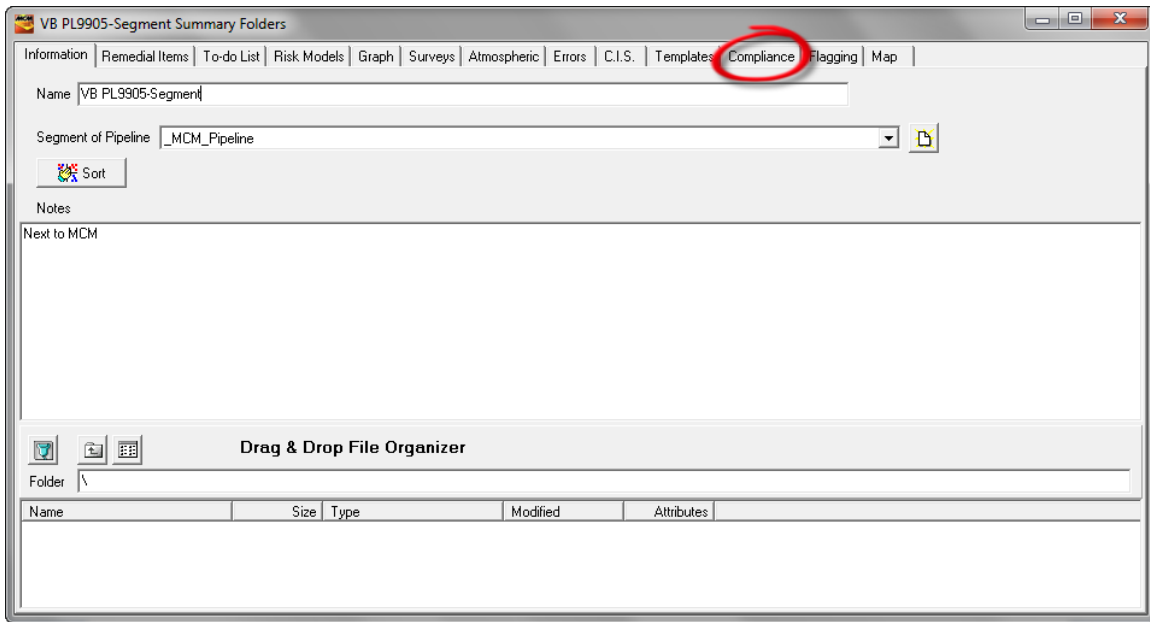 VB PL9905-Segment Summary Folders
Information Remedial Items To-do List Risk Models Graph Surveys Atmospheric Errors C.I.S. Templates Compliance Flagging Map
Name VB PL9905-Segment
Segment of Pipeline _MCM_Pipeline
Sort
Notes
Next to MCM
Drag & Drop File Organizer
Folder \
Name Size Type Modified Attributes